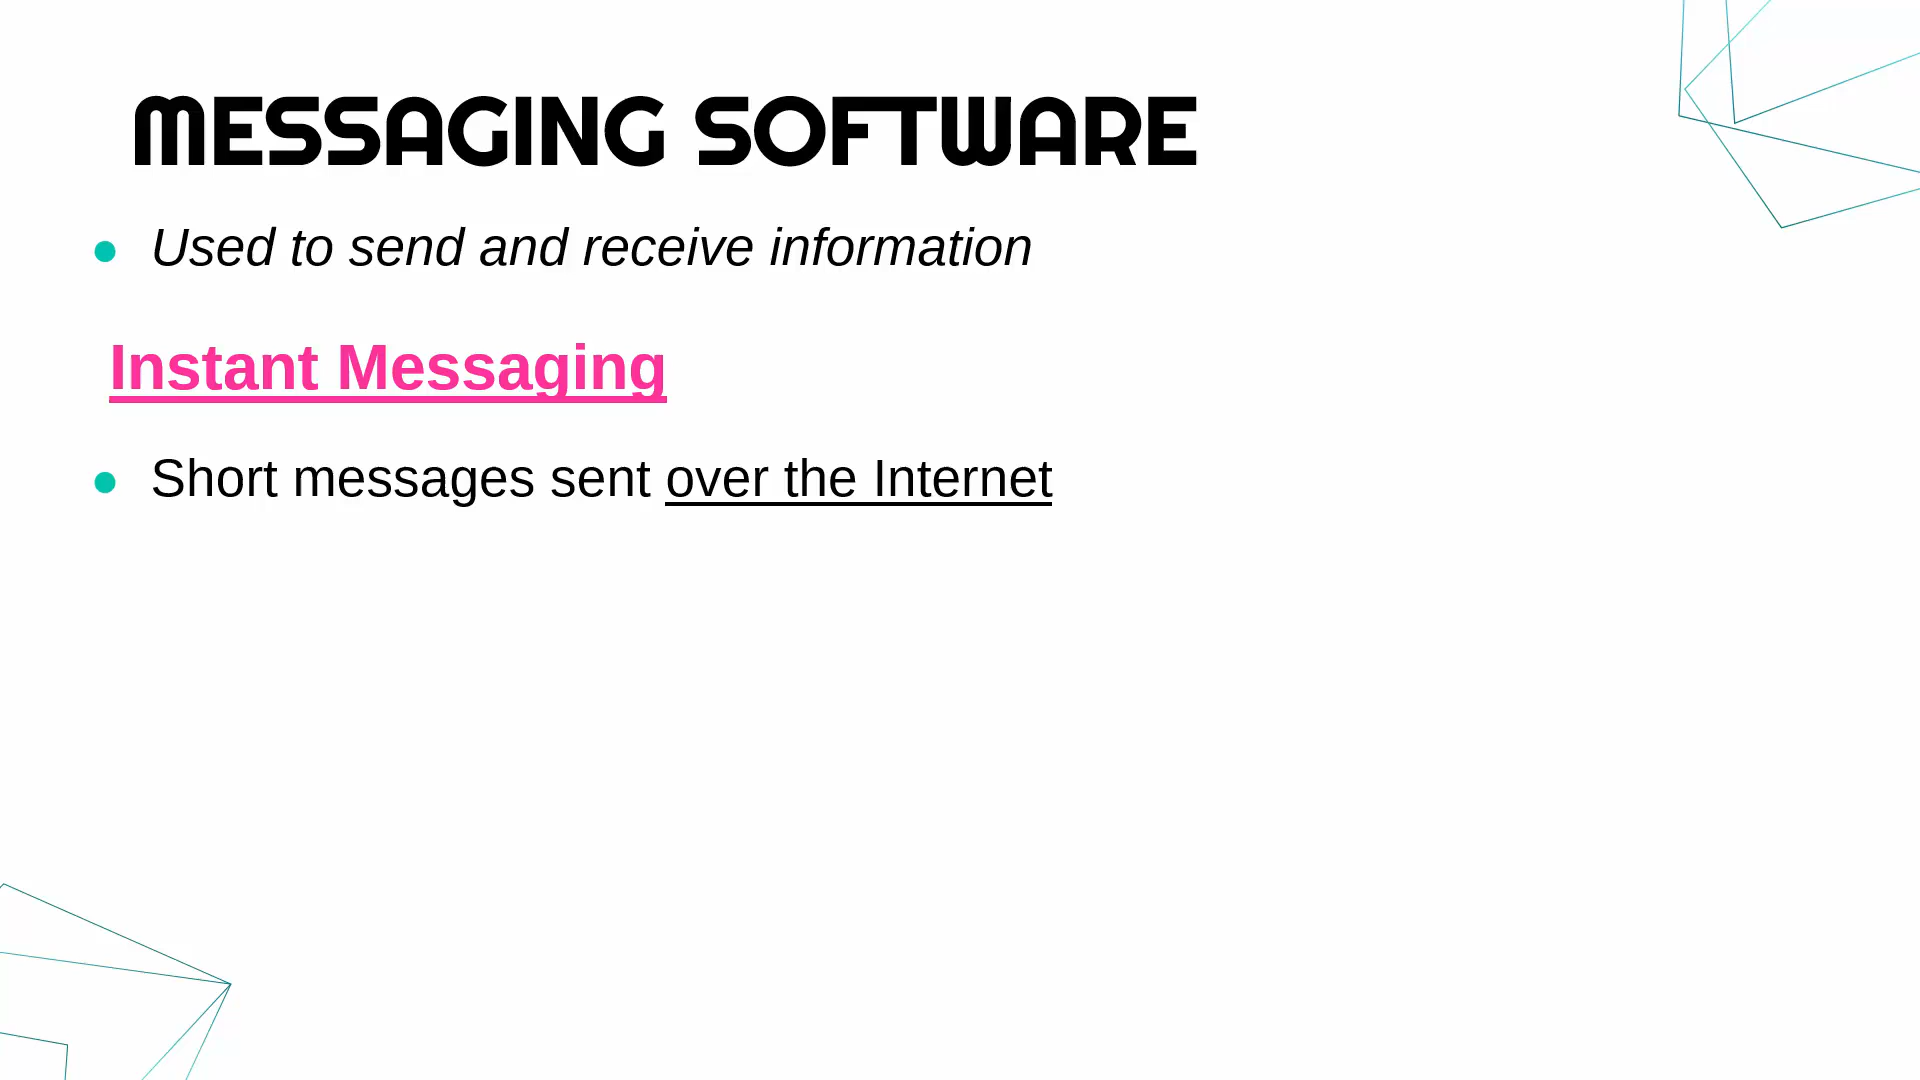 MESSAGING SOFTWARE
Used to send and receive information
Instant Messaging
Short messages sent over the Internet